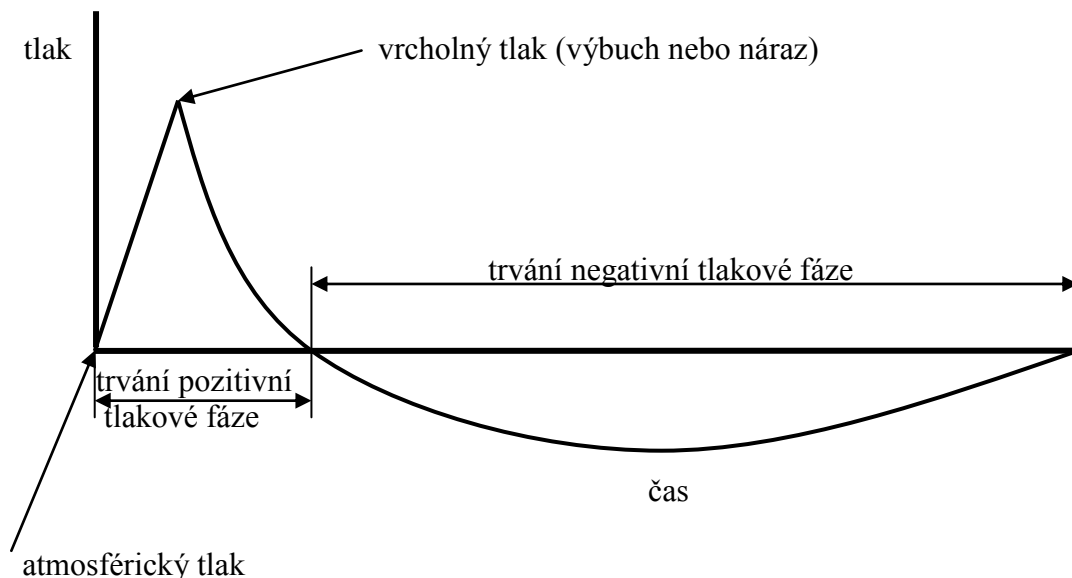 tlak
vrcholný tlak (výbuch nebo náraz)
trvání negativní tlakové fáze
trvání pozitivní
tlakové fáze
čas
atmosférický tlak